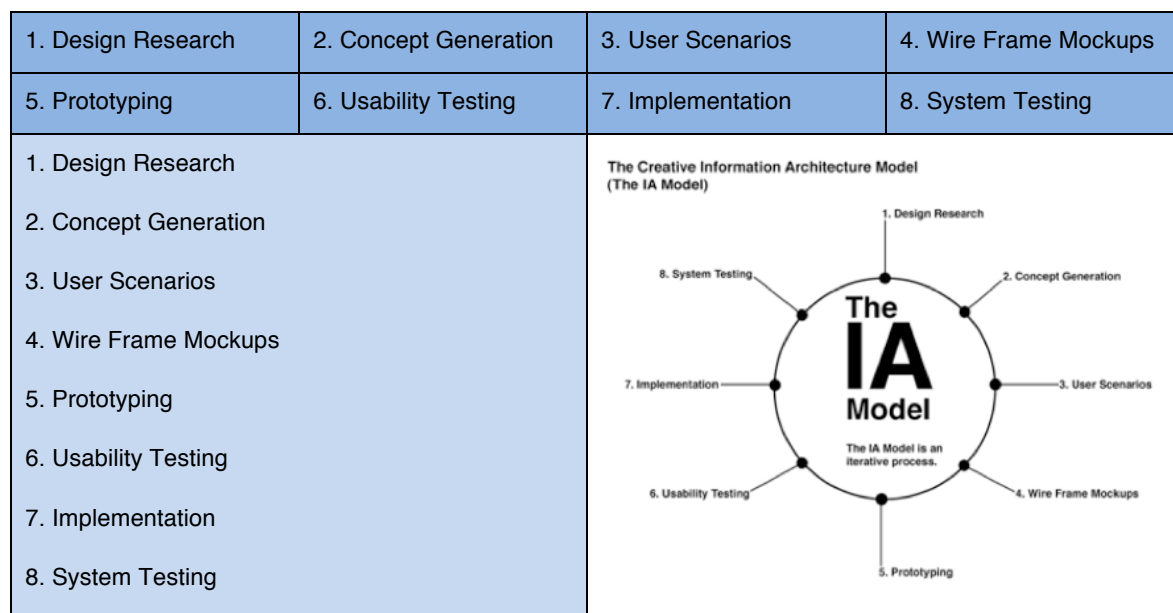 1. Design Research
2. Concept Generation
3. User Scenarios
4. Wire Frame Mockups
5. Prototyping
6. Usability Testing
7. Implementation
8. System Testing
1. Design Research
2. Concept Generation
3. User Scenarios
4. Wire Frame Mockups
5. Prototyping
6. Usability Testing
7. Implementation
8. System Testing
The Creative Information Architecture Model
(The IA Model)
1. Design Research
2. Concept Generation
3. User Scenarios
4. Wire Frame Mockups
5. Prototyping
6. Usability Testing
7. Implementation
8. System Testing
The
IA
Model
The IA Model is an
iterative process.